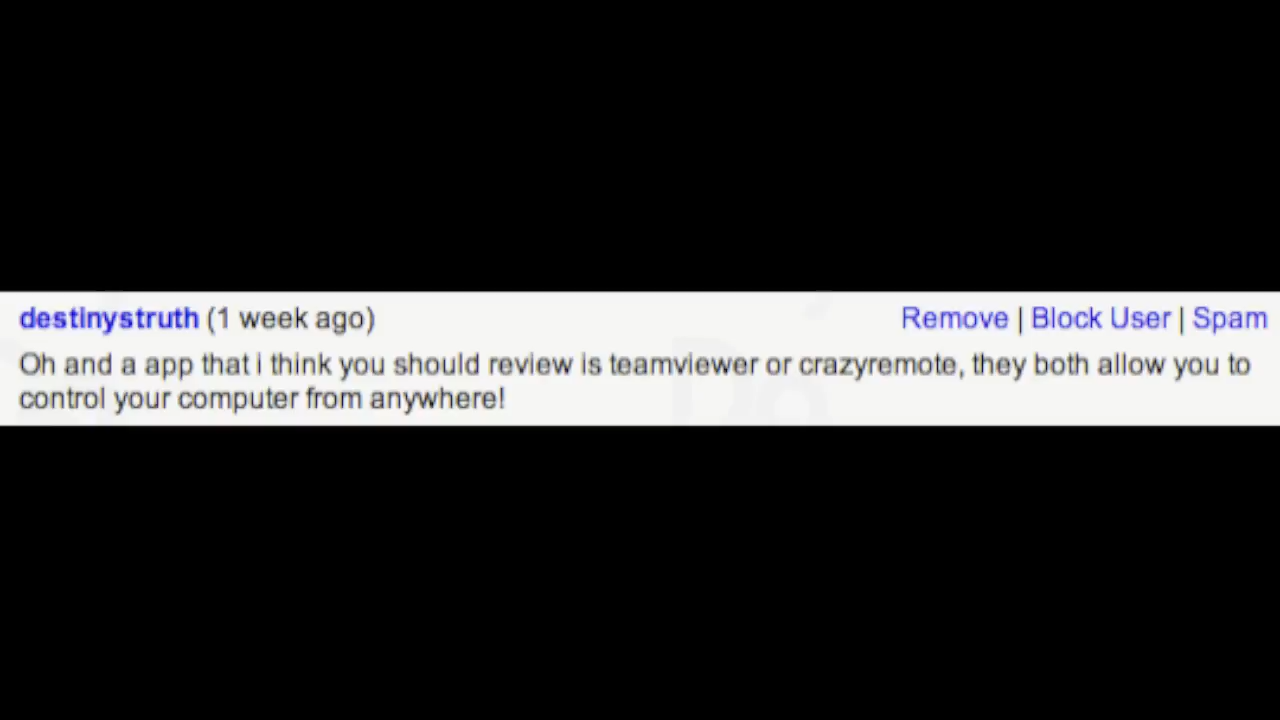 destinystruth (1 week ago) Remove | Block User | Spam
Oh and a app that i think you should review is teamviewer or crazyremote, they both allow you to
control your computer from anywhere!